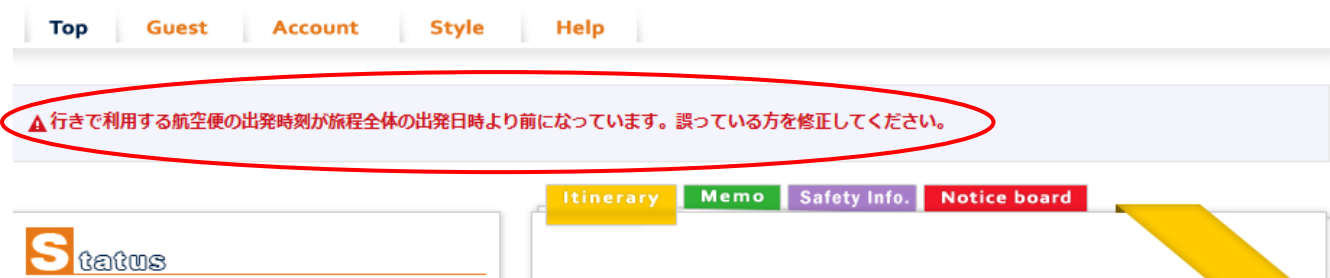 Top Guest Account Style Help
行きで利用する航空便の出発時刻が旅程全体の出発日時より前になっています。誤っている方を修正してください。
Itinerary Memo Safety Info. Notice board
Status